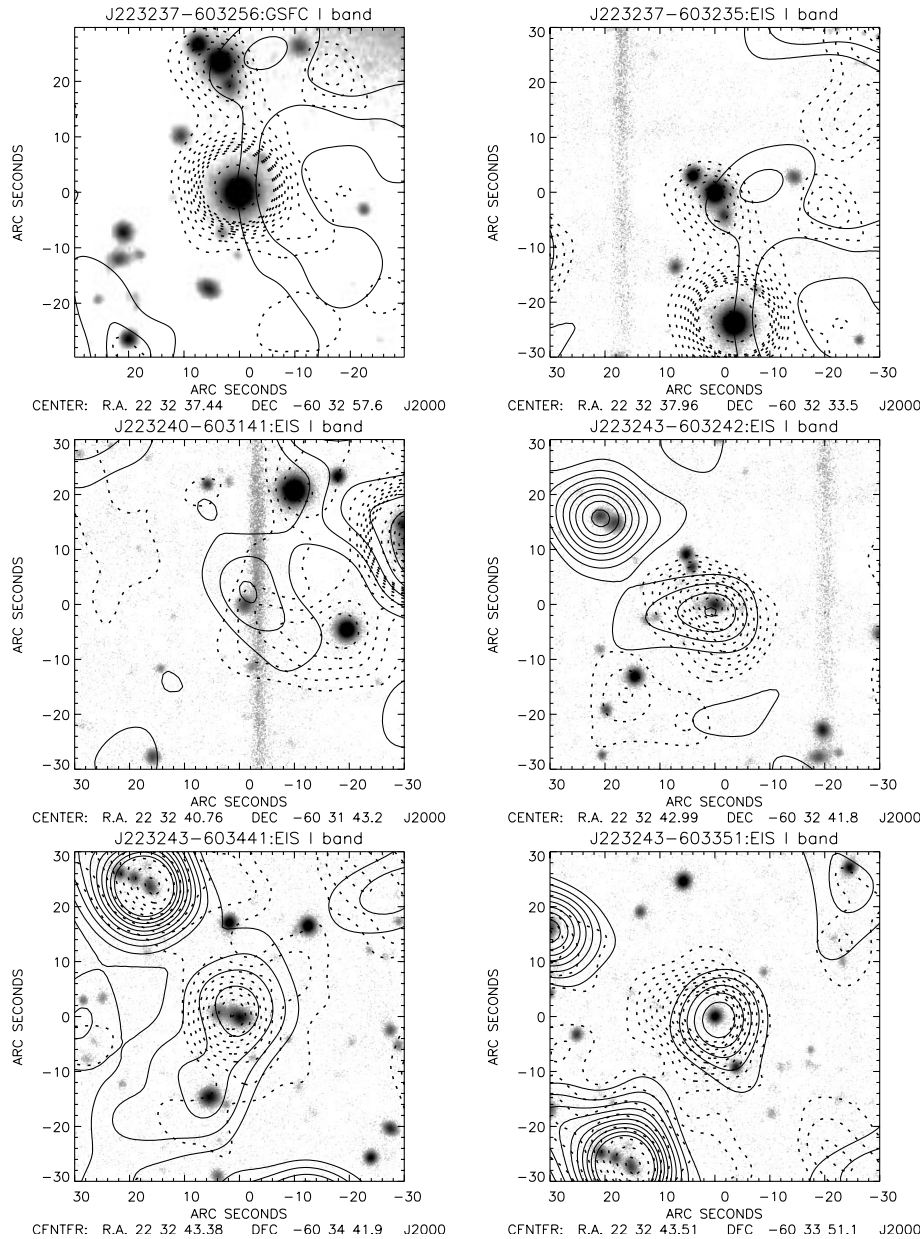 J223237-603256:GSFC I band
J223237-603235:EIS I band
30
20
10
0
-10
-20
ARC SECONDS
20 10 0 -10 -20
ARC SECONDS
CENTER: R.A. 22 32 37.44 DEC -60 32 57.6 J2000
30
20
10
0
-10
-20
-30
ARC SECONDS
20 10 0 -10 -20 -30
ARC SECONDS
CENTER: R.A. 22 32 37.96 DEC -60 32 33.5 J2000
J223240-603141:EIS I band
J223243-603242:EIS I band
30
20
10
0
-10
-20
-30
ARC SECONDS
30 20 10 0 -10 -20 -30
ARC SECONDS
CENTER: R.A. 22 32 40.76 DEC -60 31 43.2 J2000
30
20
10
0
-10
-20
-30
ARC SECONDS
30 20 10 0 -10 -20 -30
ARC SECONDS
CENTER: R.A. 22 32 42.99 DEC -60 32 41.8 J2000
J223243-603441:EIS I band
J223243-603351:EIS I band
30
20
10
0
-10
-20
-30
ARC SECONDS
30 20 10 0 -10 -20 -30
ARC SECONDS
CENTER: R.A. 22 32 43.38 DEC -60 34 41.9 J2000
30
20
10
0
-10
-20
-30
ARC SECONDS
30 20 10 0 -10 -20 -30
ARC SECONDS
CENTER: R.A. 22 32 43.51 DEC -60 33 51.1 J2000